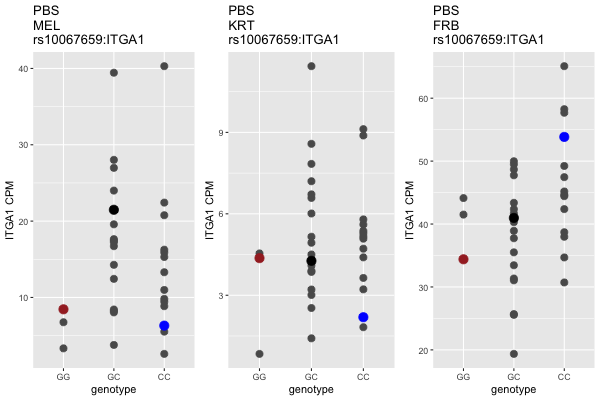 PBS
MEL
rs10067659:ITGA1
ITGA1 CPM
40
30
20
10
GG
GC
CC
genotype
PBS
KRT
rs10067659:ITGA1
ITGA1 CPM
9
6
3
GG
GC
CC
genotype
PBS
FRB
rs10067659:ITGA1
ITGA1 CPM
60
50
40
30
20
GG
GC
CC
genotype